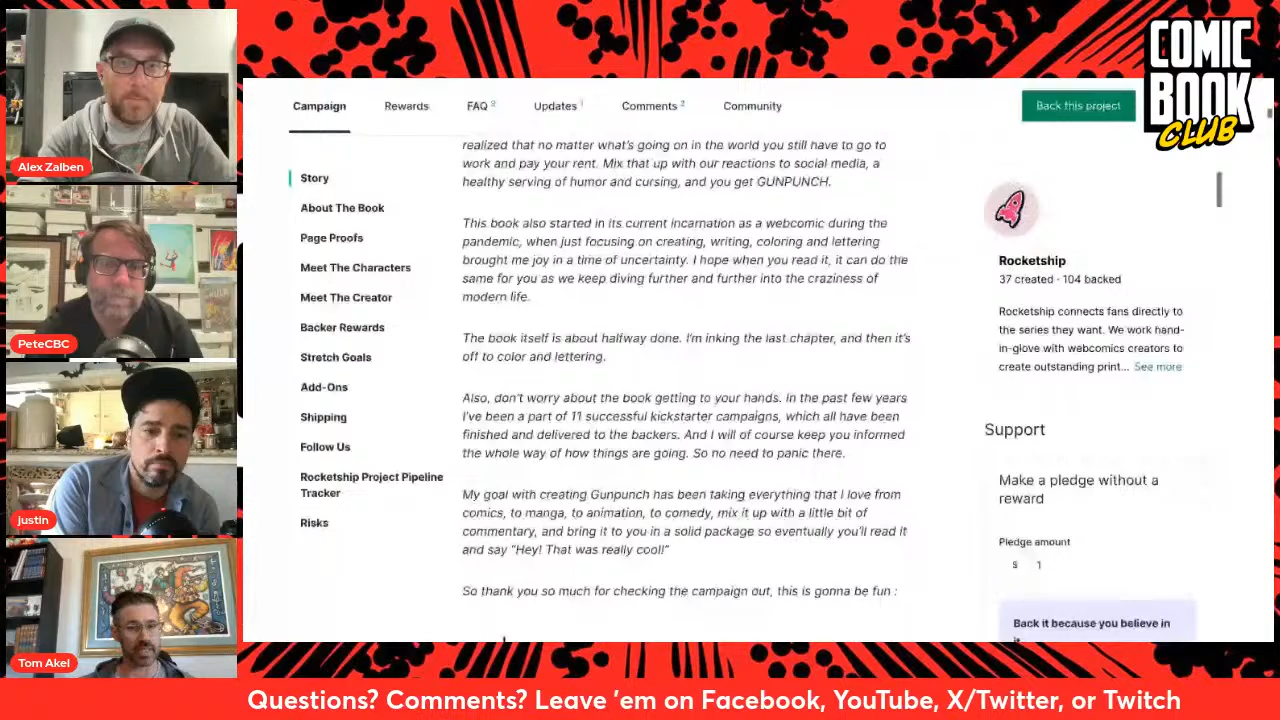 Alex Zalben
PeteCBC
justin
Tom Akel
COMIC
BOOK
CLUB
Campaign
Rewards
FAQ
Updates 1
Comments 2
Community
Back this project
Story
About The Book
Page Proofs
Meet The Characters
Meet The Creator
Backer Rewards
Stretch Goals
Add-Ons
Shipping
Follow Us
Rocketship Project Pipeline
Tracker
Risks
realized that no matter what's going on in the world you still have to go to
work and pay your rent. Mix that up with our reactions to social media, a
healthy serving of humor and cursing, and you get GUNPUNCH.
This book also started in its current incarnation as a webcomic during the
pandemic, when just focusing on creating, writing, coloring and lettering
brought me joy in a time of uncertainty. I hope when you read it, it can do the
same for you as we keep diving further and further into the craziness of
modern life.
The book itself is about halfway done. I'm inking the last chapter, and then it's
off to color and lettering.
Also, don't worry about the book getting to your hands. In the past few years
I've been a part of 11 successful kickstarter campaigns, which all have been
finished and delivered to the backers. And I will of course keep you informed
the whole way of how things are going. So no need to panic there.
My goal with creating Gunpunch has been taking everything that I love from
comics, to manga, to animation, to comedy, mix it up with a little bit of
commentary, and bring it to you in a solid package so eventually you'll read it
and say "Hey! That was really cool!"
So thank you so much for checking the campaign out, this is gonna be fun :
Rocketship
37 created · 104 backed
Rocketship connects fans directly to
the series they want. We work hand-
in-glove with webcomics creators to
create outstanding print... See more
Support
Make a pledge without a
reward
Pledge amount
$ 1
Back it because you believe in
Questions? Comments? Leave 'em on Facebook, YouTube, X/Twitter, or Twitch